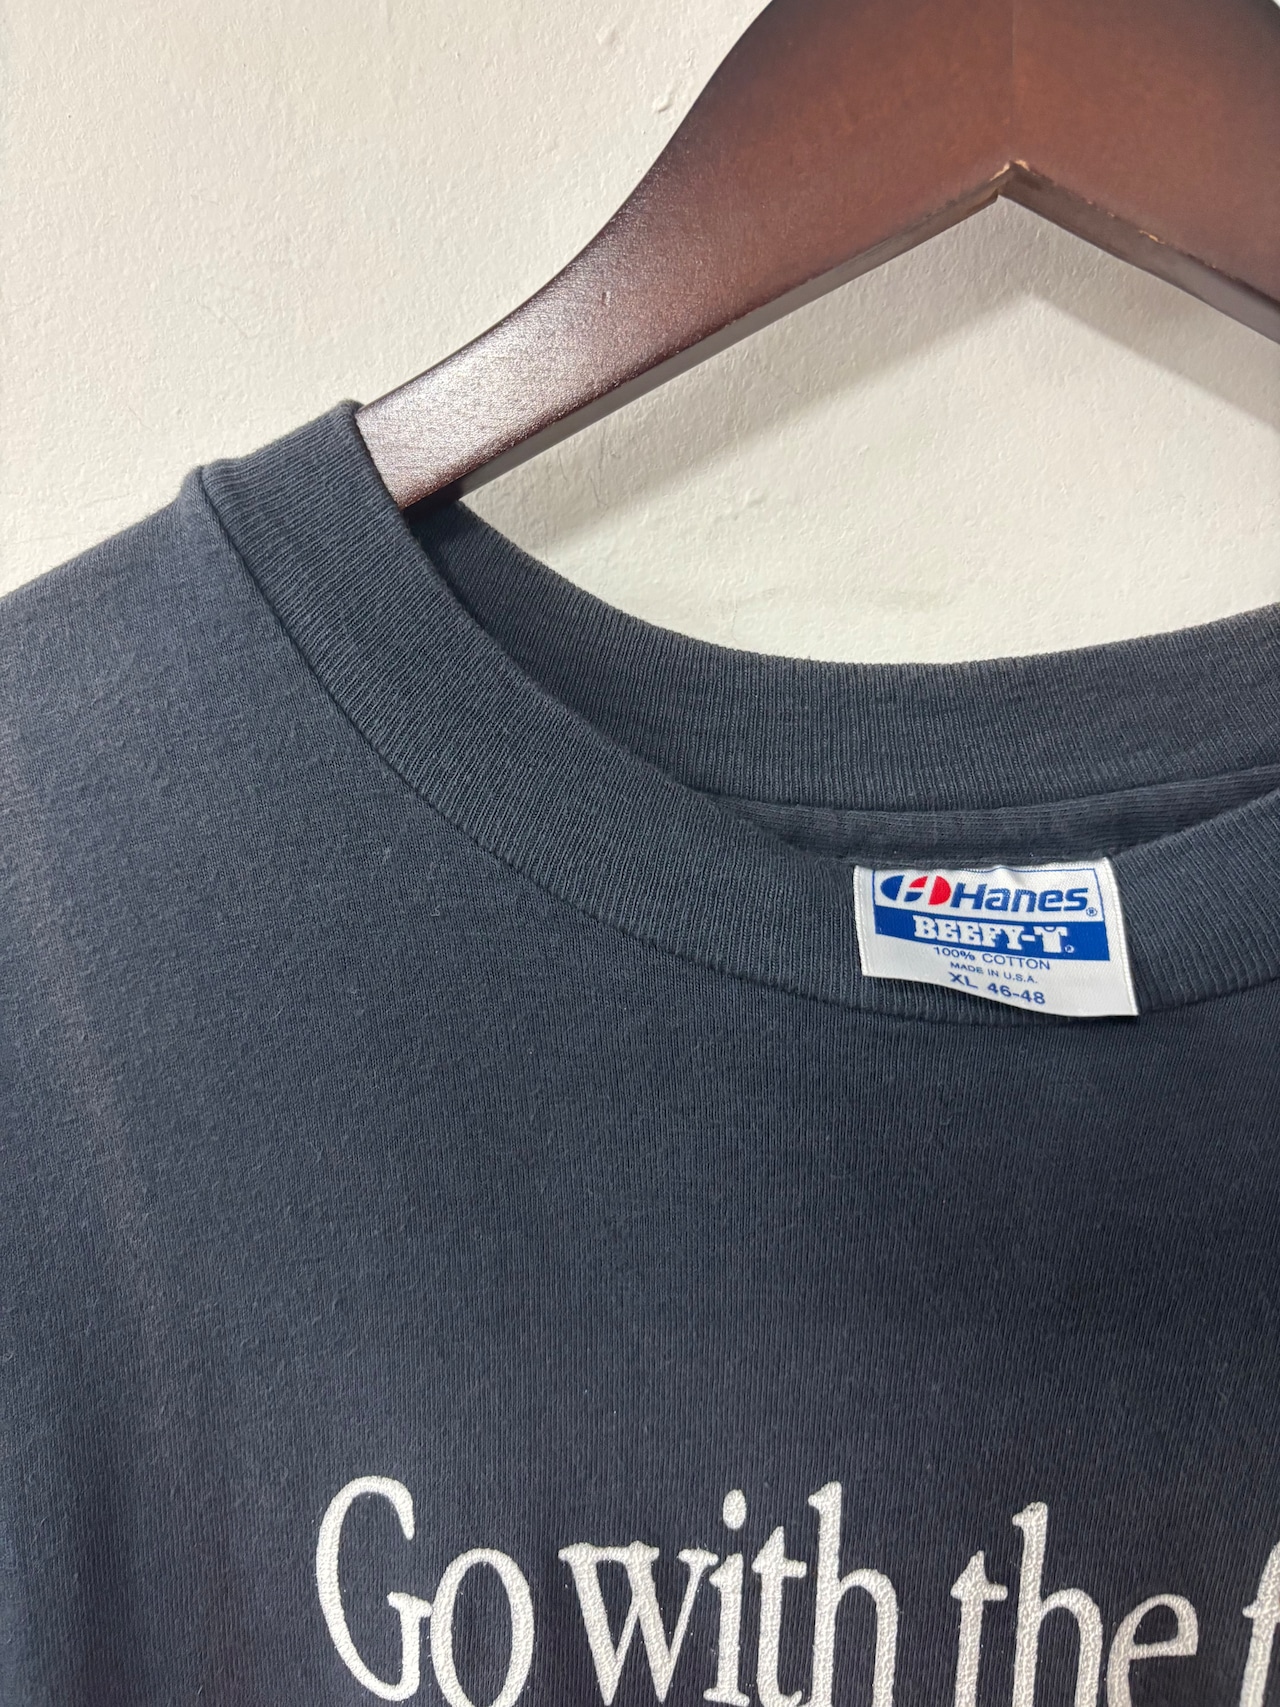 Hanes®
BEEFY-T®
100% COTTON
MADE IN U.S.A.
XL 46-48
Go with the f